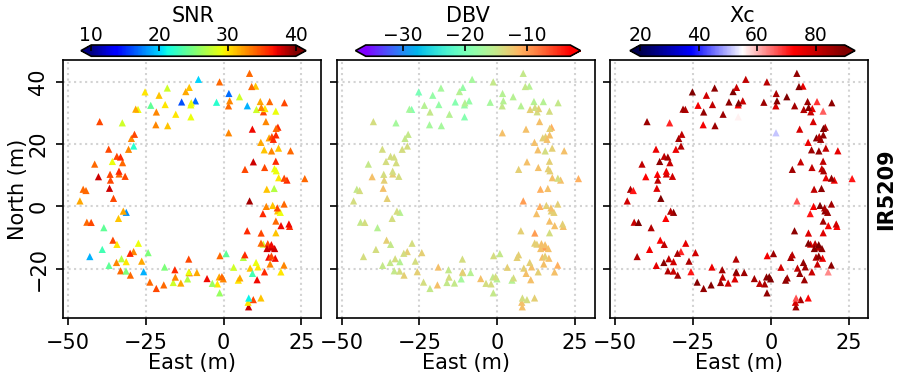 SNR DBV Xc
10 20 30 40 −30 −20 −10 20 40 60 80
40
20
0
−20
North (m)
−50 −25 0 25 −50 −25 0 25 −50 −25 0 25
East (m) East (m) East (m)
IR5209